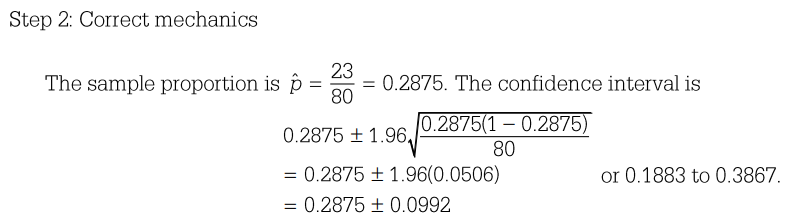 Step 2: Correct mechanics
The sample proportion is p̂ = 23/80 = 0.2875. The confidence interval is
0.2875 ± 1.96√(0.2875(1 − 0.2875)/80)
= 0.2875 ± 1.96(0.0506) or 0.1883 to 0.3867.
= 0.2875 ± 0.0992